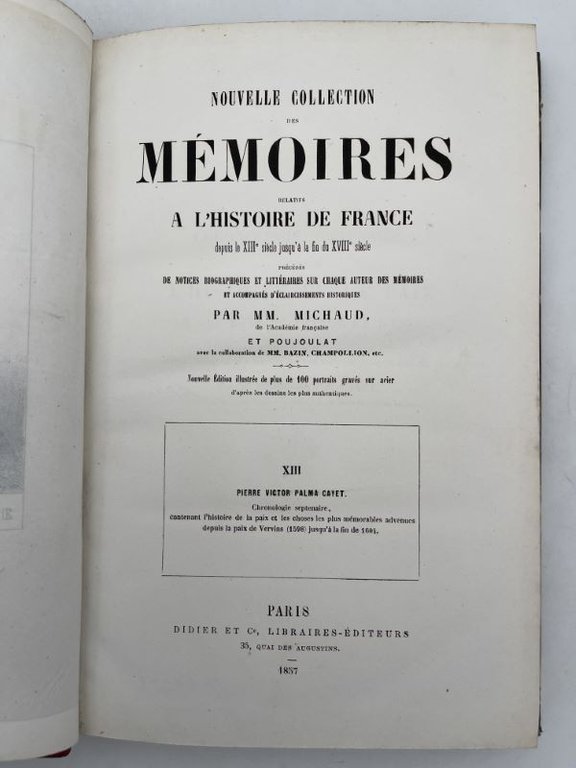 NOUVELLE COLLECTION
DES
MÉMOIRES
RELATIFS
A L'HISTOIRE DE FRANCE
depuis le XIIIme siècle jusqu'à la fin du XVIIIe siècle
PRÉCÉDÉS
DE NOTICES BIOGRAPHIQUES ET LITTÉRAIRES SUR CHAQUE AUTEUR DES MÉMOIRES
ET ACCOMPAGNÉS D'ÉCLAIRCISSEMENTS HISTORIQUES
PAR MM. MICHAUD,
de l'Académie française
ET POUJOULAT
avec la collaboration de MM. BAZIN, CHAMPOLLION, etc.
Nouvelle Édition illustrée de plus de 100 portraits gravés sur acier
d'après les dessins les plus authentiques.
XIII
PIERRE VICTOR PALMA CAYET.
Chronologie septenaire,
contenant l'histoire de la paix et les choses les plus mémorables advenues
depuis la paix de Vervins (1598) jusqu'à la fin de 1604.
PARIS
DIDIER ET Ce, LIBRAIRES-ÉDITEURS
35, QUAI DES AUGUSTINS.
1857